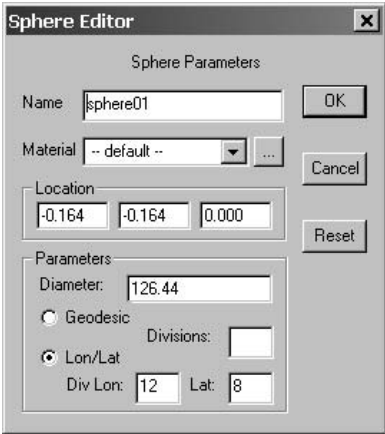 Sphere Editor
Sphere Parameters
Name sphere01 OK
Material -- default -- ...
Cancel
Location
-0.164 -0.164 0.000
Reset
Parameters
Diameter: 126.44
Geodesic
Divisions:
Lon/Lat
Div Lon: 12 Lat: 8